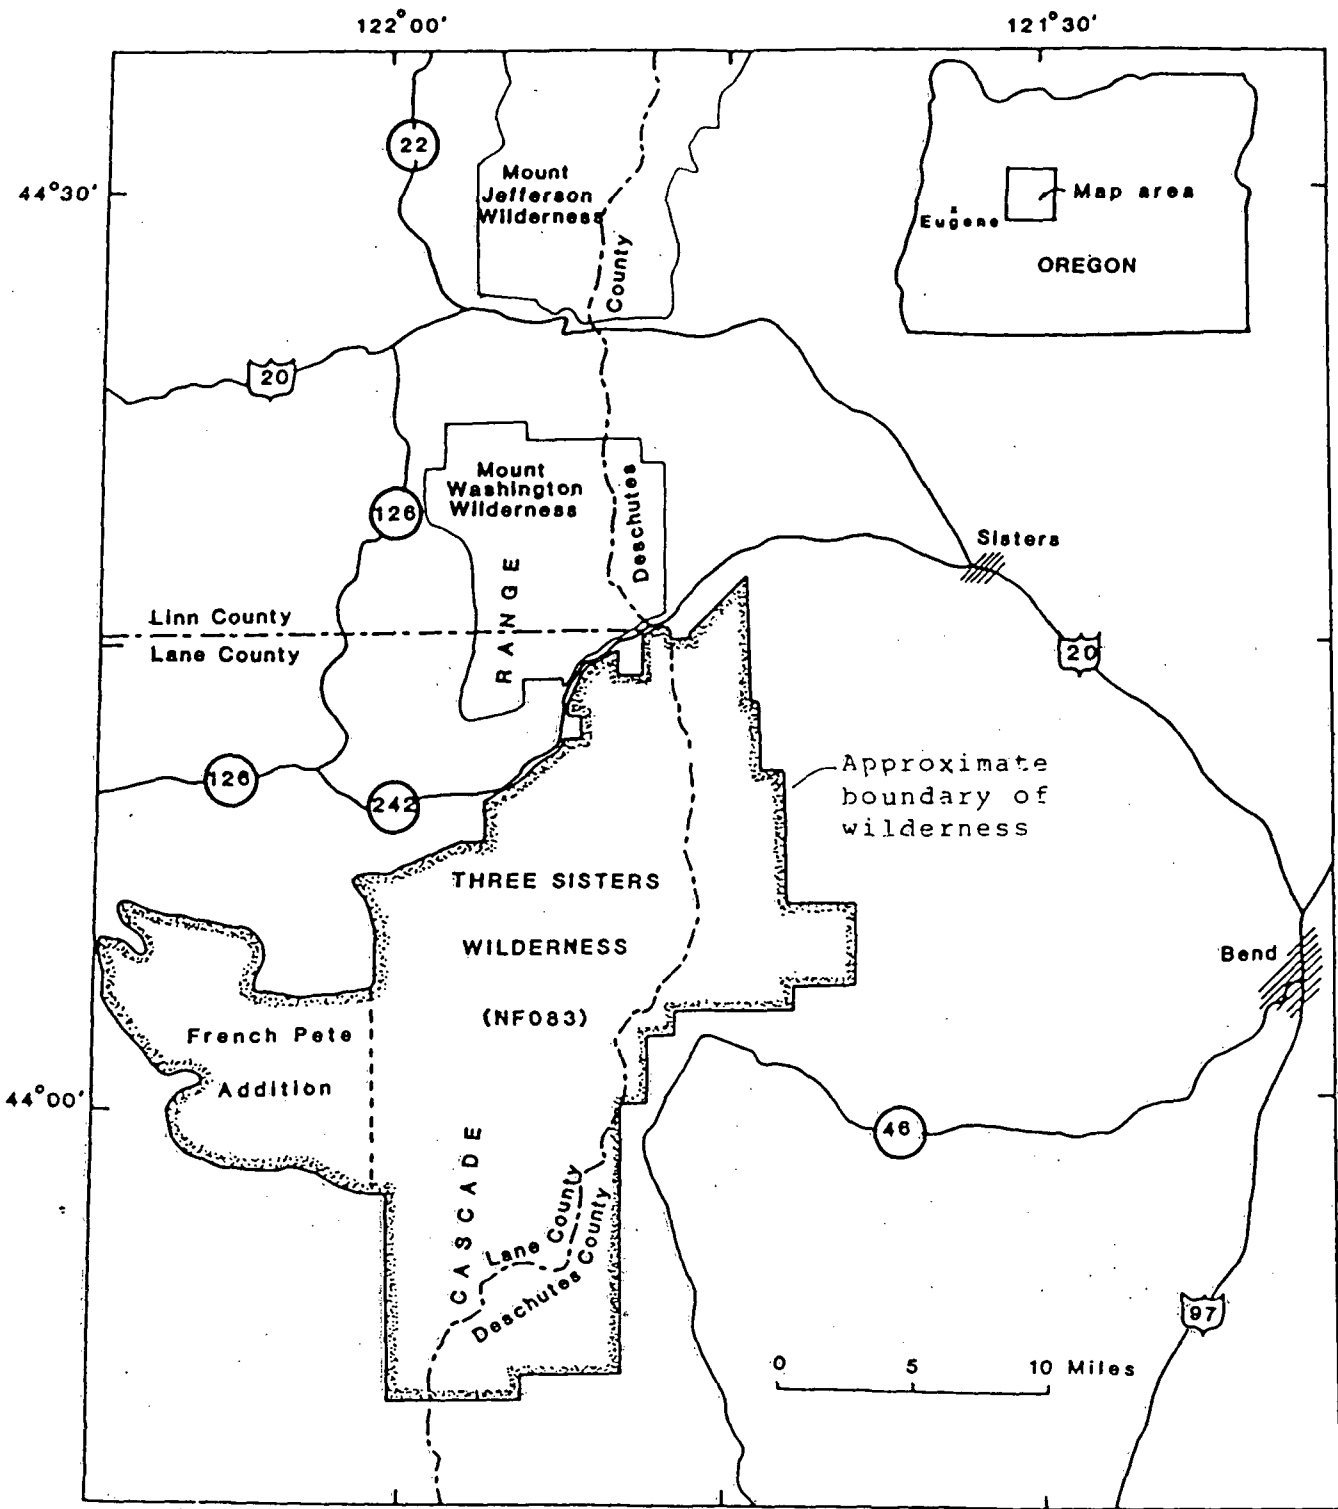 122°00'
121°30'
44°30'
22
Mount
Jefferson
Wilderness
County
Map area
Eugene
OREGON
20
Mount
Washington
Wilderness
126
Deschutes
RANGE
Sisters
Linn County
Lane County
20
126
242
Approximate
boundary of
wilderness
THREE SISTERS
WILDERNESS
(NF083)
Bend
French Pete
Addition
44°00'
46
CASCADE
Lane County
Deschutes County
97
0 5 10 Miles